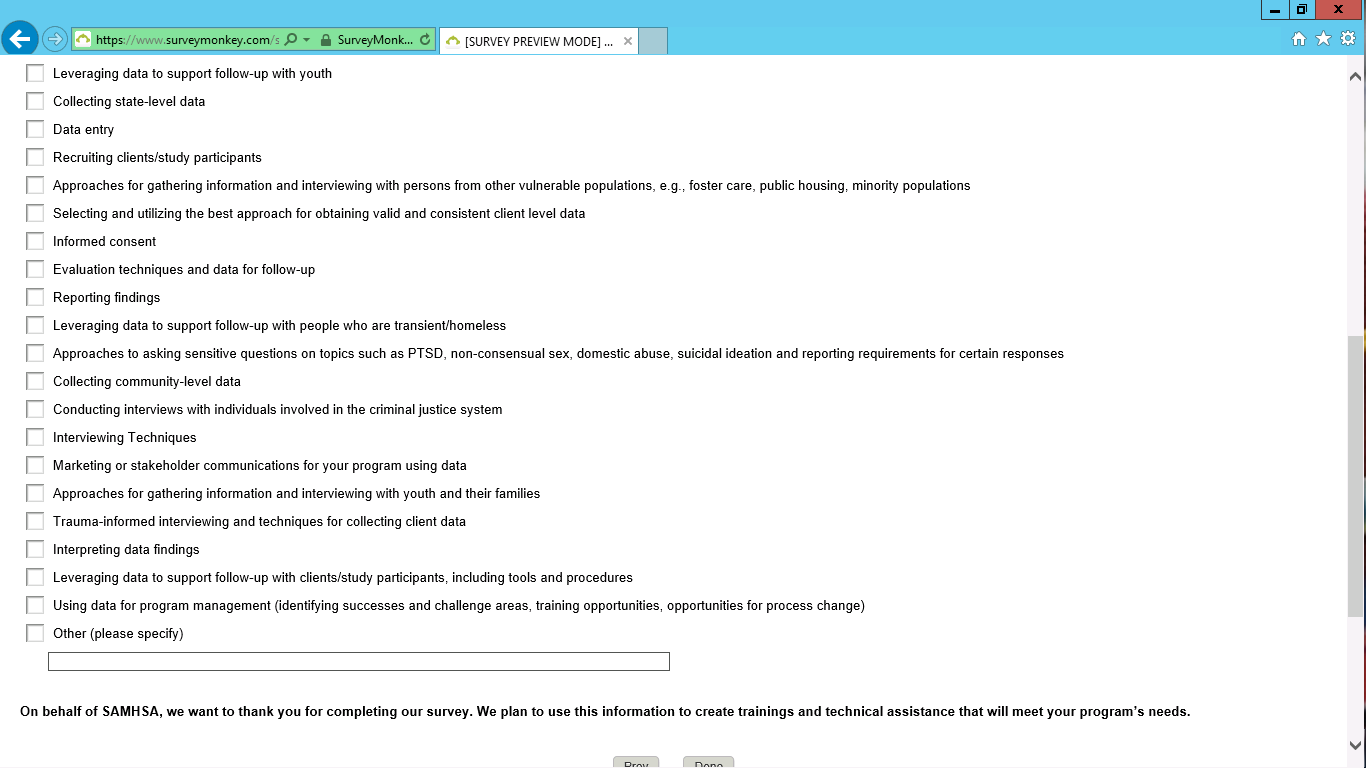 https://www.surveymonkey.com/s
SurveyMonk...
[SURVEY PREVIEW MODE] ...
Leveraging data to support follow-up with youth
Collecting state-level data
Data entry
Recruiting clients/study participants
Approaches for gathering information and interviewing with persons from other vulnerable populations, e.g., foster care, public housing, minority populations
Selecting and utilizing the best approach for obtaining valid and consistent client level data
Informed consent
Evaluation techniques and data for follow-up
Reporting findings
Leveraging data to support follow-up with people who are transient/homeless
Approaches to asking sensitive questions on topics such as PTSD, non-consensual sex, domestic abuse, suicidal ideation and reporting requirements for certain responses
Collecting community-level data
Conducting interviews with individuals involved in the criminal justice system
Interviewing Techniques
Marketing or stakeholder communications for your program using data
Approaches for gathering information and interviewing with youth and their families
Trauma-informed interviewing and techniques for collecting client data
Interpreting data findings
Leveraging data to support follow-up with clients/study participants, including tools and procedures
Using data for program management (identifying successes and challenge areas, training opportunities, opportunities for process change)
Other (please specify)
On behalf of SAMHSA, we want to thank you for completing our survey. We plan to use this information to create trainings and technical assistance that will meet your program's needs.
Prev Done